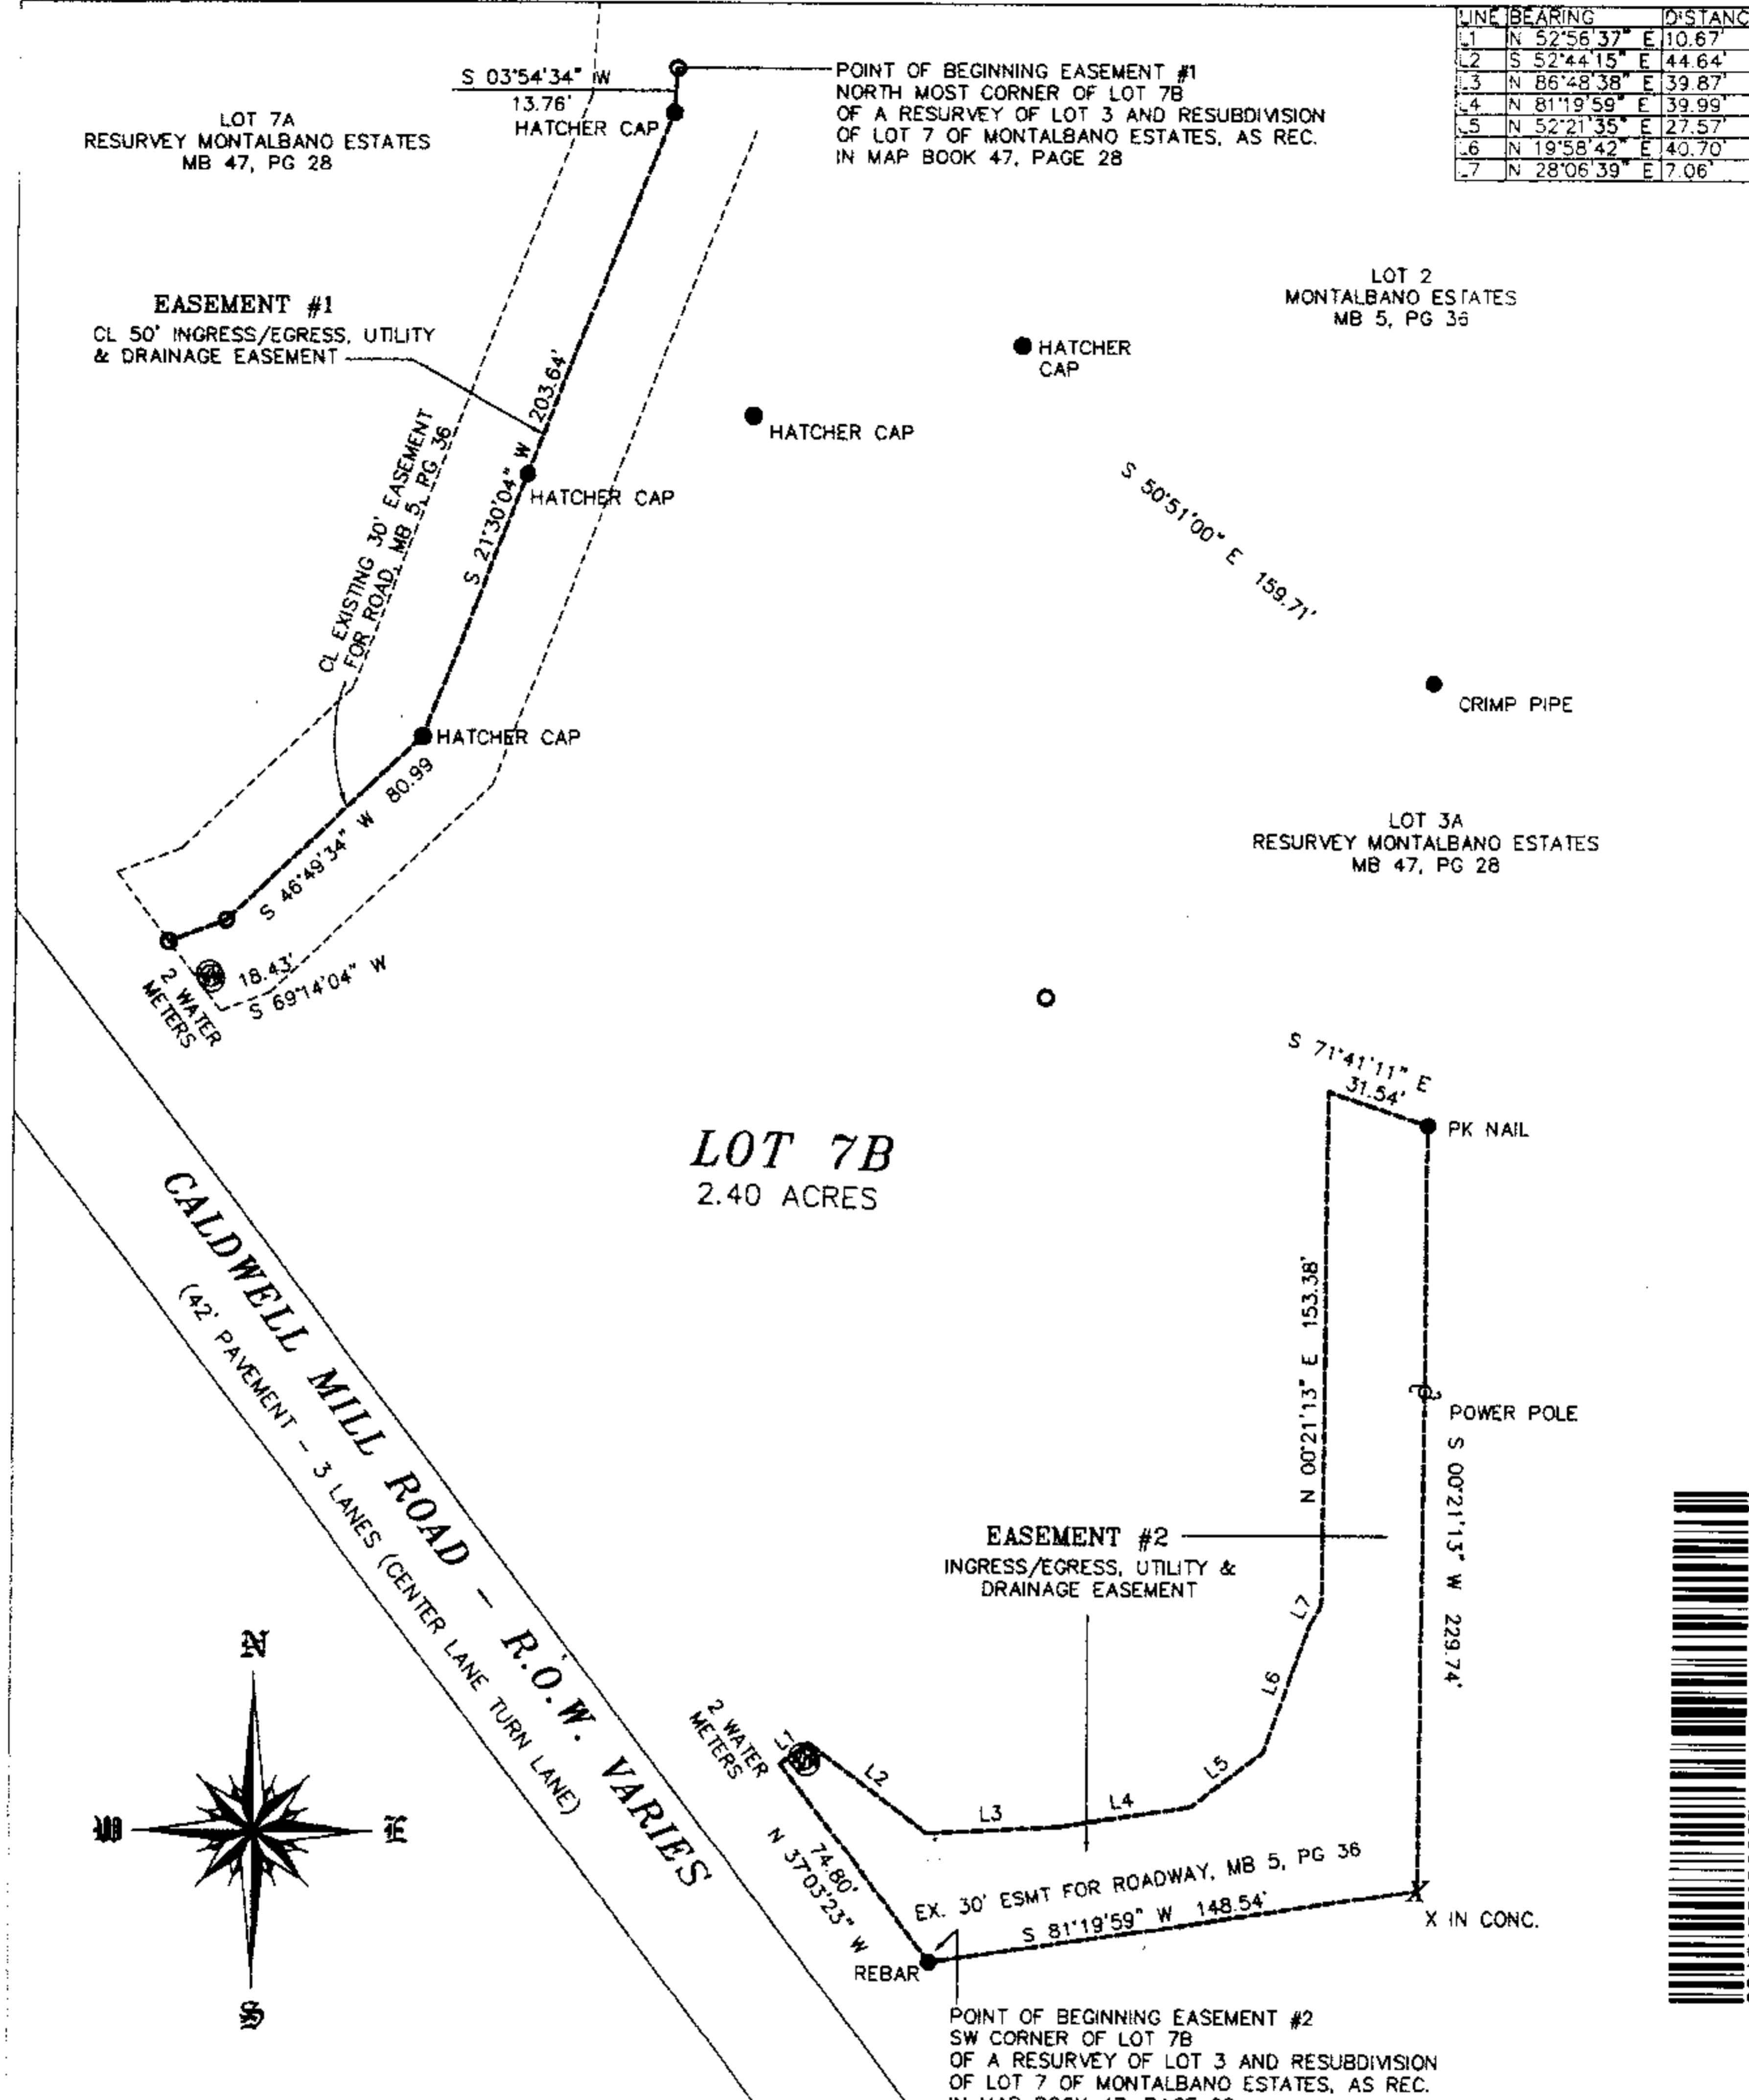 LINE BEARING DISTANC
L1 N 52°56'37" E 10.67'
L2 S 52°44'15" E 44.64'
L3 N 86°48'38" E 39.87'
L4 N 81°19'59" E 39.99'
L5 N 52°21'35" E 27.57'
L6 N 19°58'42" E 40.70'
L7 N 28°06'39" E 7.06'
S 03°54'34" W
13.76'
HATCHER CAP
POINT OF BEGINNING EASEMENT #1
NORTH MOST CORNER OF LOT 7B
OF A RESURVEY OF LOT 3 AND RESUBDIVISION
OF LOT 7 OF MONTALBANO ESTATES, AS REC.
IN MAP BOOK 47, PAGE 28
LOT 7A
RESURVEY MONTALBANO ESTATES
MB 47, PG 28
LOT 2
MONTALBANO ESTATES
MB 5, PG 36
EASEMENT #1
CL 50' INGRESS/EGRESS, UTILITY
& DRAINAGE EASEMENT
HATCHER
CAP
HATCHER CAP
S 21°30'04" W 203.64'
HATCHER CAP
CL EXISTING 30' EASEMENT
FOR ROAD, MB 5, PG 36
S 50°51'00" E 159.71'
CRIMP PIPE
HATCHER CAP
S 46°49'34" W 80.99
LOT 3A
RESURVEY MONTALBANO ESTATES
MB 47, PG 28
18.43'
S 69°14'04" W
2 WATER
METERS
S 71°41'11" E
31.54'
PK NAIL
LOT 7B
2.40 ACRES
CALDWELL MILL ROAD - R.O.W. VARIES
(42' PAVEMENT - 3 LANES (CENTER LANE TURN LANE)
N 00°21'13" E 153.38'
POWER POLE
S 00°21'13" W 229.74'
EASEMENT #2
INGRESS/EGRESS, UTILITY &
DRAINAGE EASEMENT
L7
L6
L5
L4
L3
L2
2 WATER
METERS
N
W E
S
74.80'
N 37°03'23" W
EX. 30' ESMT FOR ROADWAY, MB 5, PG 36
S 81°19'59" W 148.54'
X IN CONC.
REBAR
POINT OF BEGINNING EASEMENT #2
SW CORNER OF LOT 7B
OF A RESURVEY OF LOT 3 AND RESUBDIVISION
OF LOT 7 OF MONTALBANO ESTATES, AS REC.